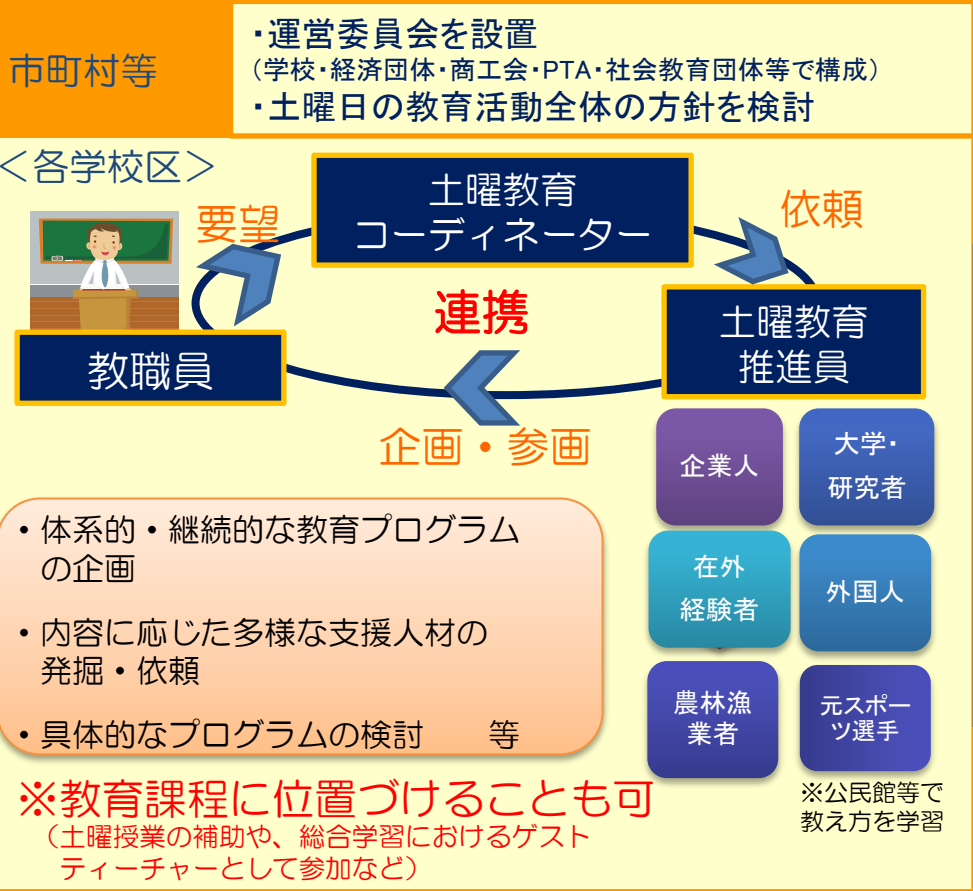 市町村等
・運営委員会を設置
（学校・経済団体・商工会・PTA・社会教育団体等で構成）
・土曜日の教育活動全体の方針を検討
＜各学校区＞
土曜教育
コーディネーター
要望
依頼
連携
教職員
土曜教育
推進員
企画・参画
企業人
大学・
研究者
在外
経験者
外国人
農林漁
業者
元スポー
ツ選手
※公民館等で
教え方を学習
・体系的・継続的な教育プログラム
の企画
・内容に応じた多様な支援人材の
発掘・依頼
・具体的なプログラムの検討　　等
※教育課程に位置づけることも可
（土曜授業の補助や、総合学習におけるゲスト
ティーチャーとして参加など）